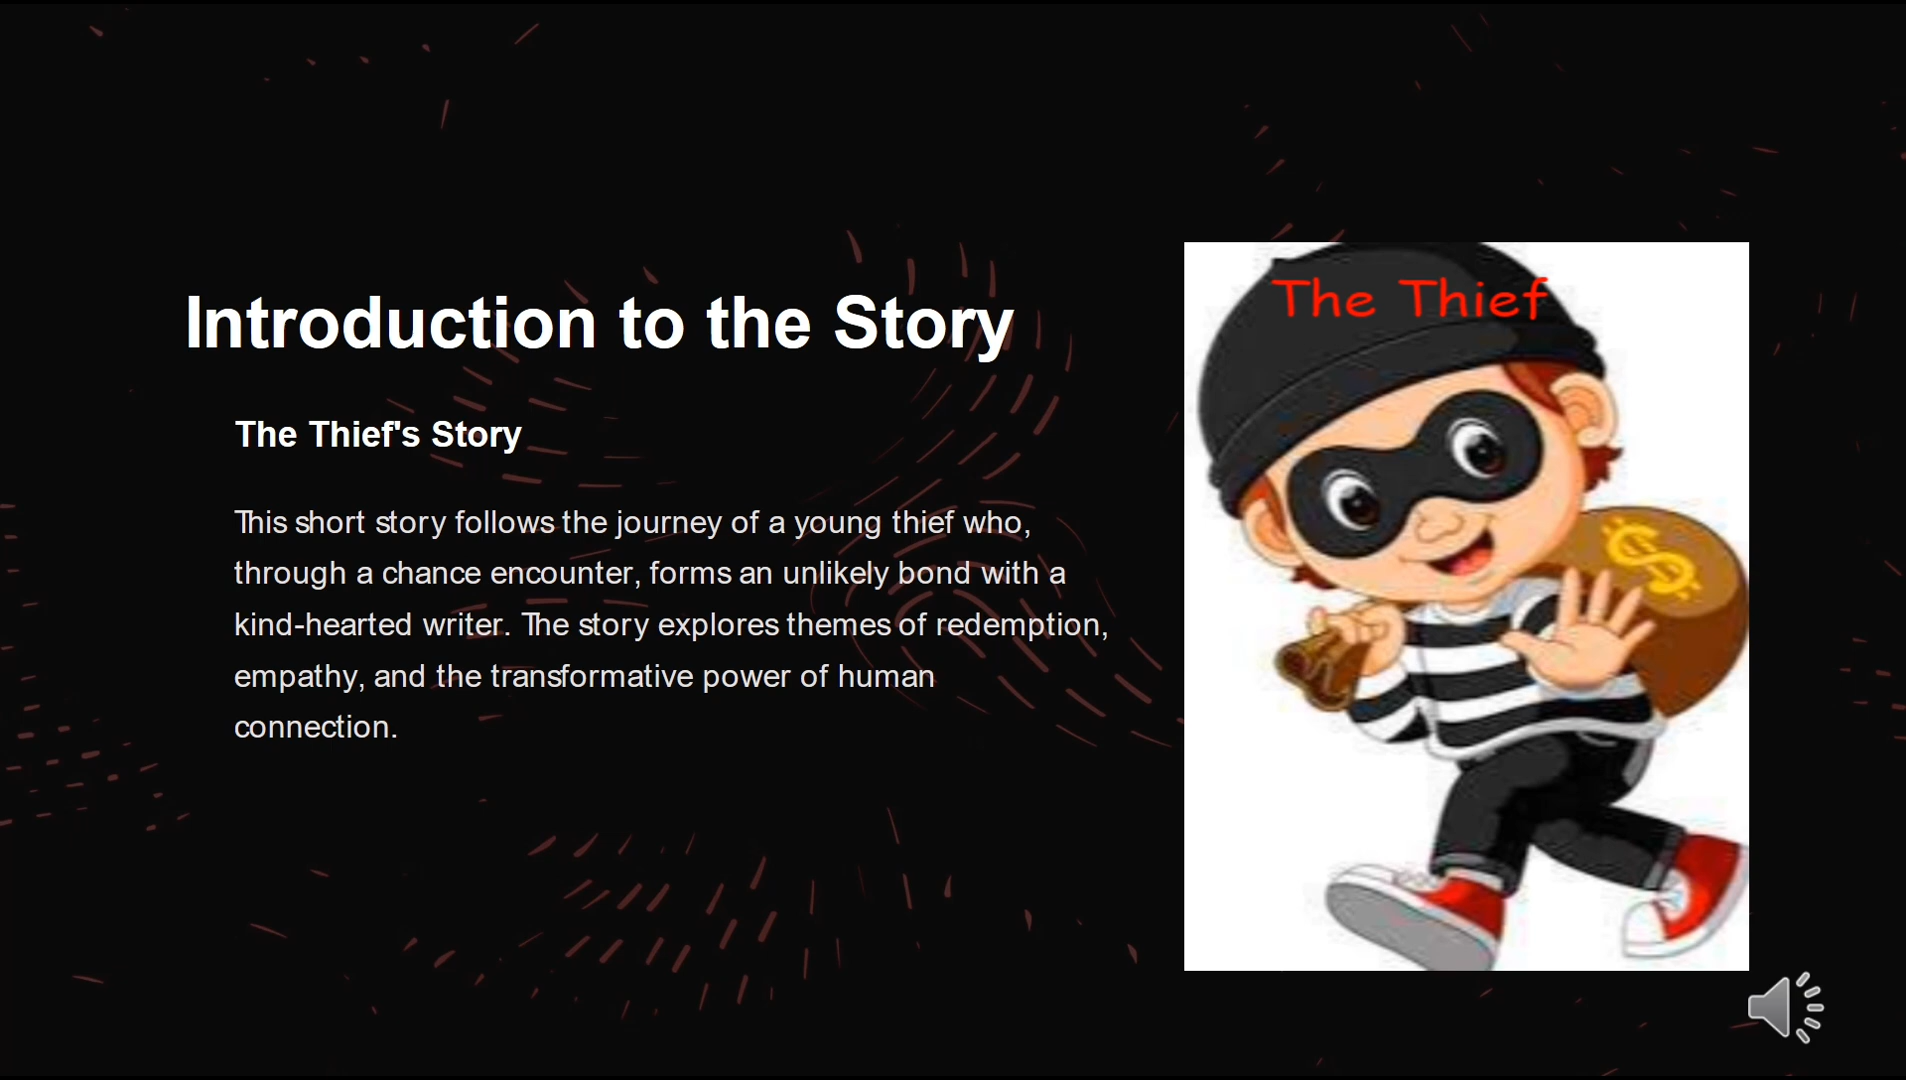 Introduction to the Story
The Thief
The Thief's Story
This short story follows the journey of a young thief who,
through a chance encounter, forms an unlikely bond with a
kind-hearted writer. The story explores themes of redemption,
empathy, and the transformative power of human
connection.
$